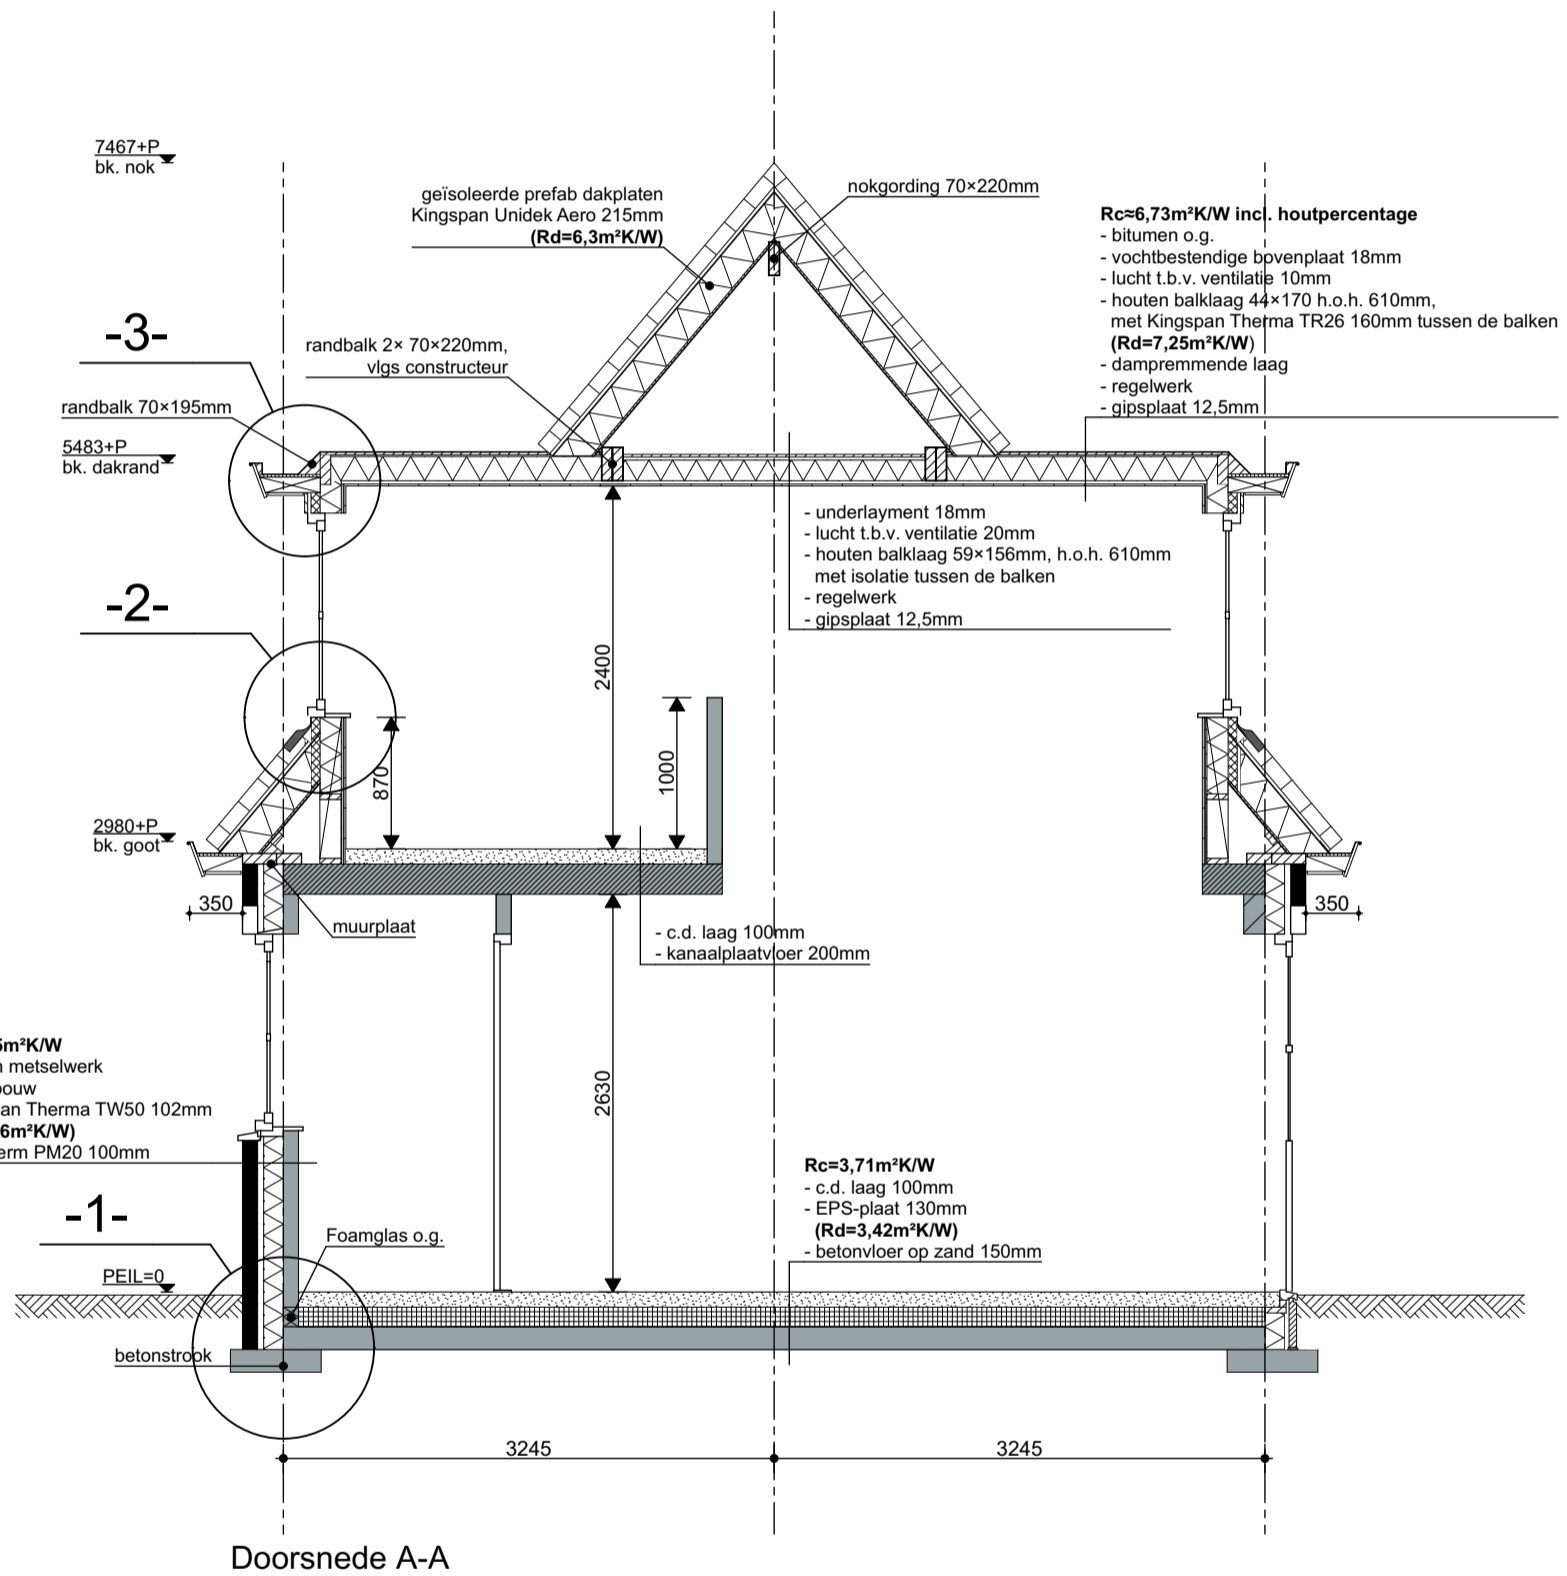 7467+P
bk. nok
geïsoleerde prefab dakplaten
Kingspan Unidek Aero 215mm
(Rd=6,3m²K/W)
nokgording 70×220mm
Rc≈6,73m²K/W incl. houtpercentage
- bitumen o.g.
- vochtbestendige bovenplaat 18mm
- lucht t.b.v. ventilatie 10mm
- houten balklaag 44×170 h.o.h. 610mm,
met Kingspan Therma TR26 160mm tussen de balken
(Rd=7,25m²K/W)
- dampremmende laag
- regelwerk
- gipsplaat 12,5mm
-3-
randbalk 2× 70×220mm,
vlgs constructeur
randbalk 70×195mm
5483+P
bk. dakrand
- underlayment 18mm
- lucht t.b.v. ventilatie 20mm
- houten balklaag 59×156mm, h.o.h. 610mm
met isolatie tussen de balken
- regelwerk
- gipsplaat 12,5mm
-2-
2400
870
1000
2980+P
bk. goot
350
350
muurplaat
- c.d. laag 100mm
- kanaalplaatvloer 200mm
5m²K/W
metselwerk
ouw
an Therma TW50 102mm
6m²K/W)
erm PM20 100mm
2630
Rc=3,71m²K/W
- c.d. laag 100mm
- EPS-plaat 130mm
(Rd=3,42m²K/W)
- betonvloer op zand 150mm
-1-
Foamglas o.g.
PEIL=0
betonstrook
3245
3245
Doorsnede A-A